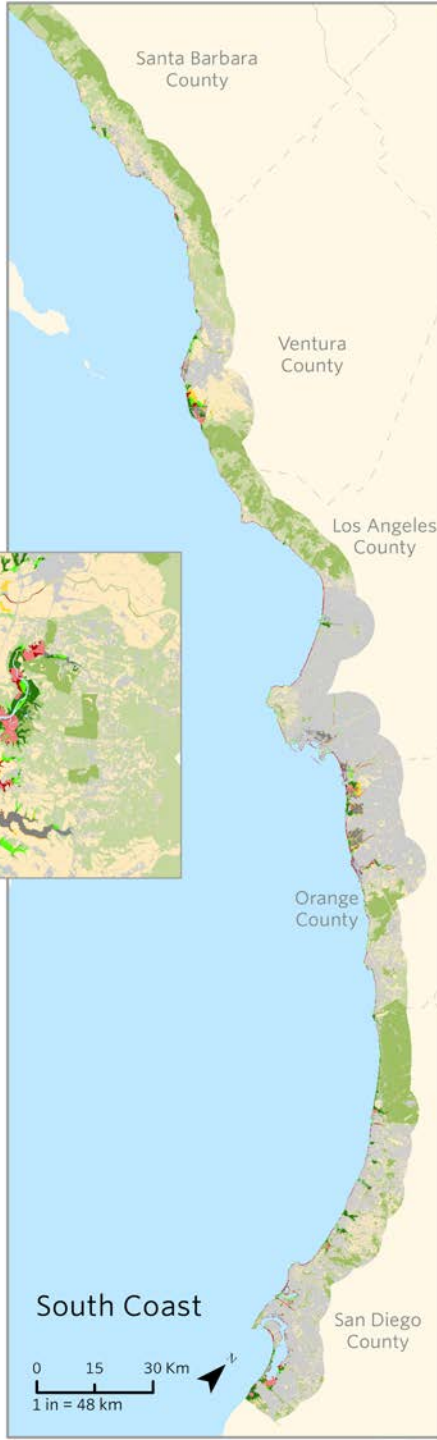 Santa Barbara
County
Ventura
County
Los Angeles
County
Orange
County
South Coast
San Diego
County
0 15 30 Km
N
1 in = 48 km